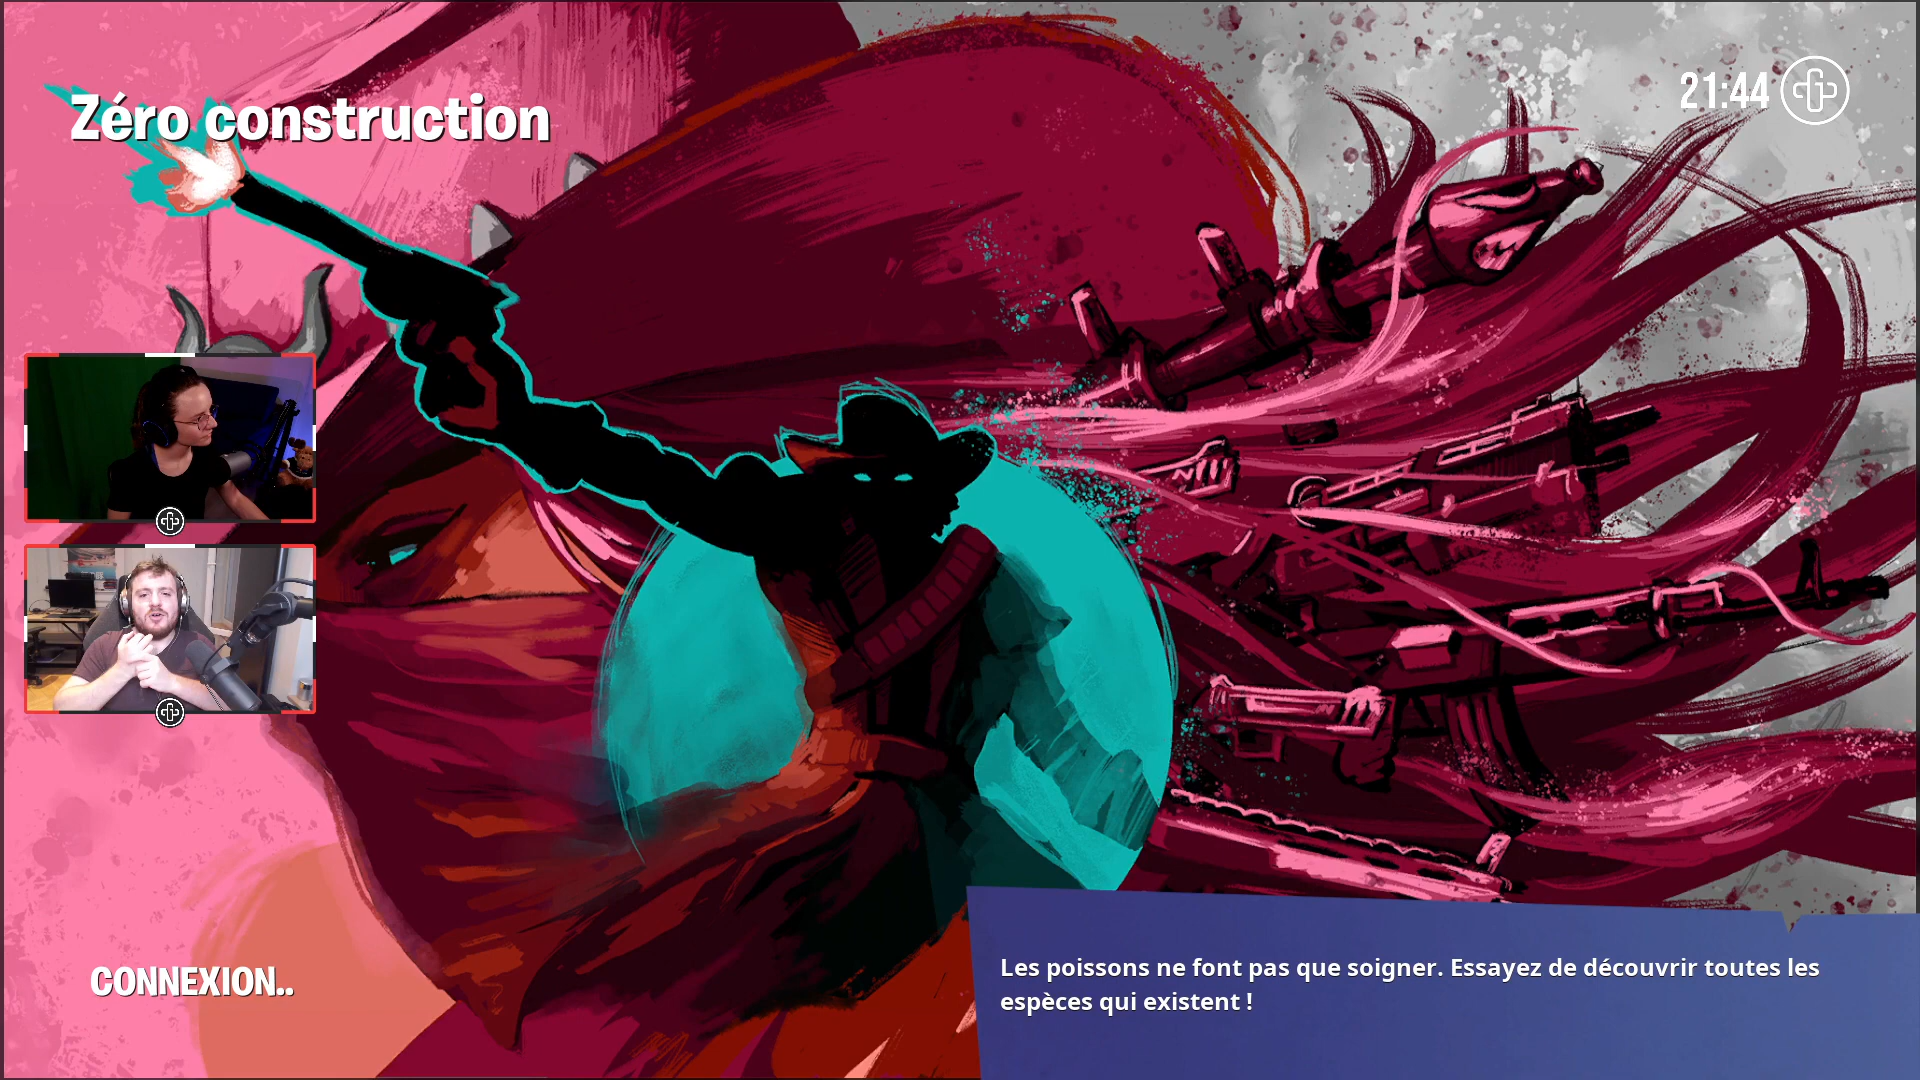 Zéro construction
21:44
CONNEXION..
Les poissons ne font pas que soigner. Essayez de découvrir toutes les
espèces qui existent !